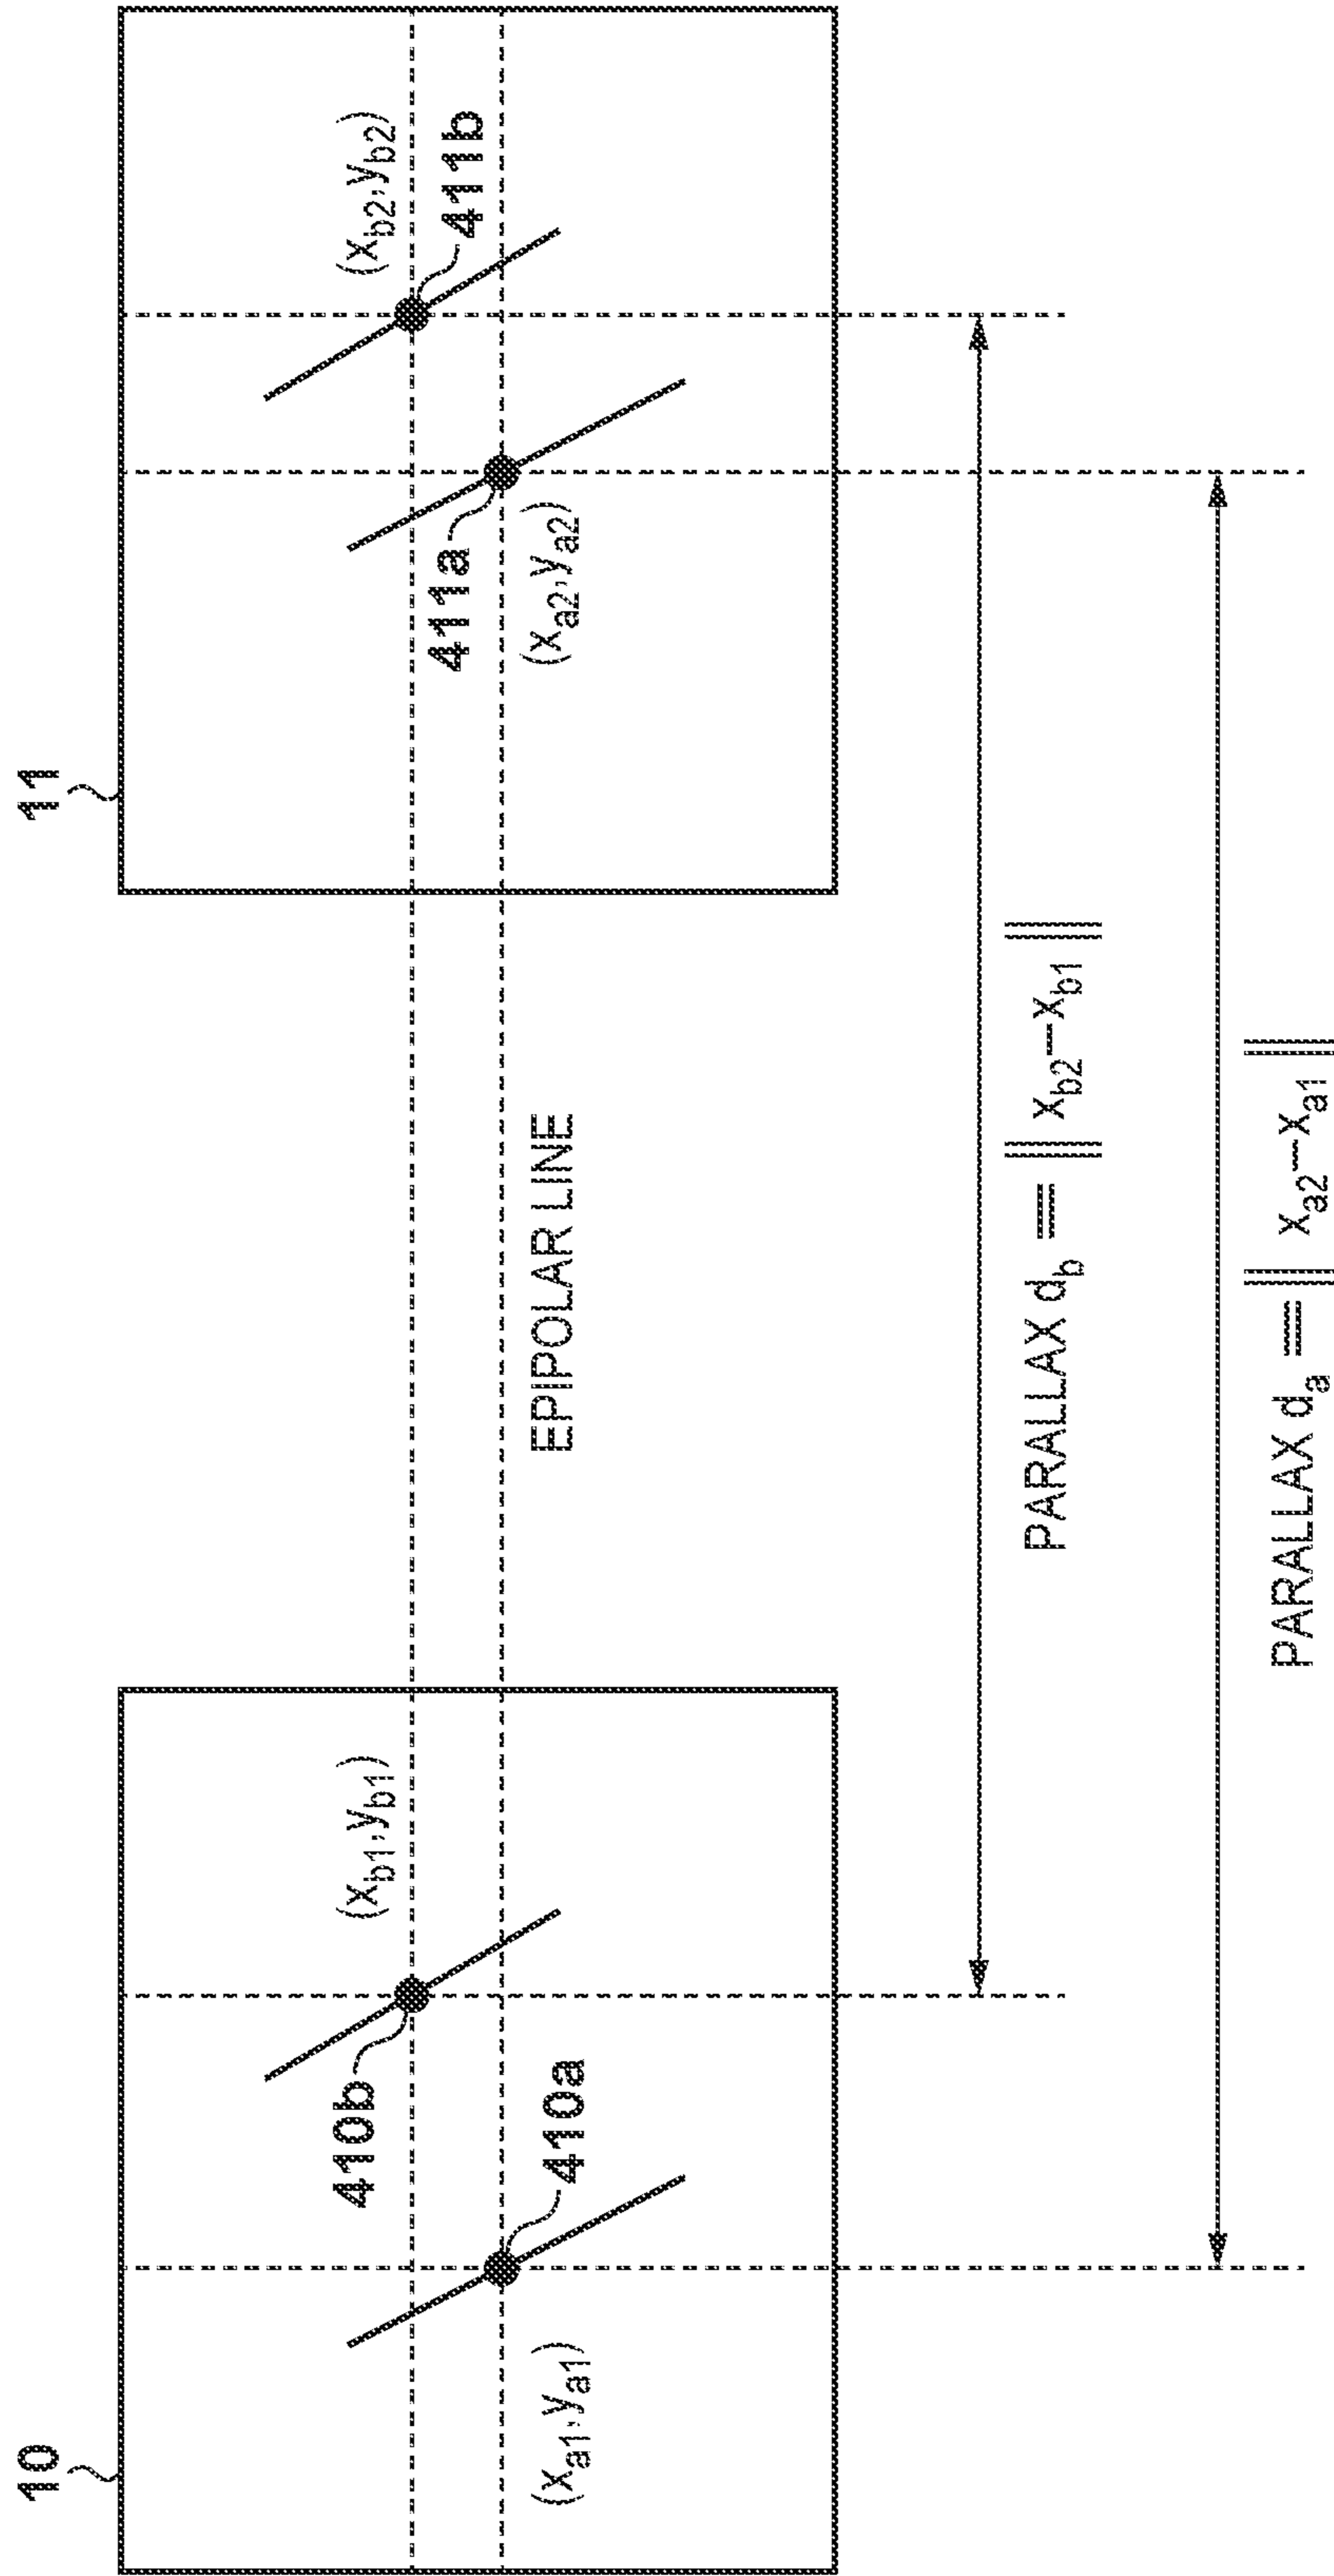 10
11
(xb1,yb1)
(xb2,yb2)
410b
411b
410a
411a
(xa1,ya1)
(xa2,ya2)
EPIPOLAR LINE
PARALLAX db = || xb2−xb1 ||
PARALLAX da = || xa2−xa1 ||